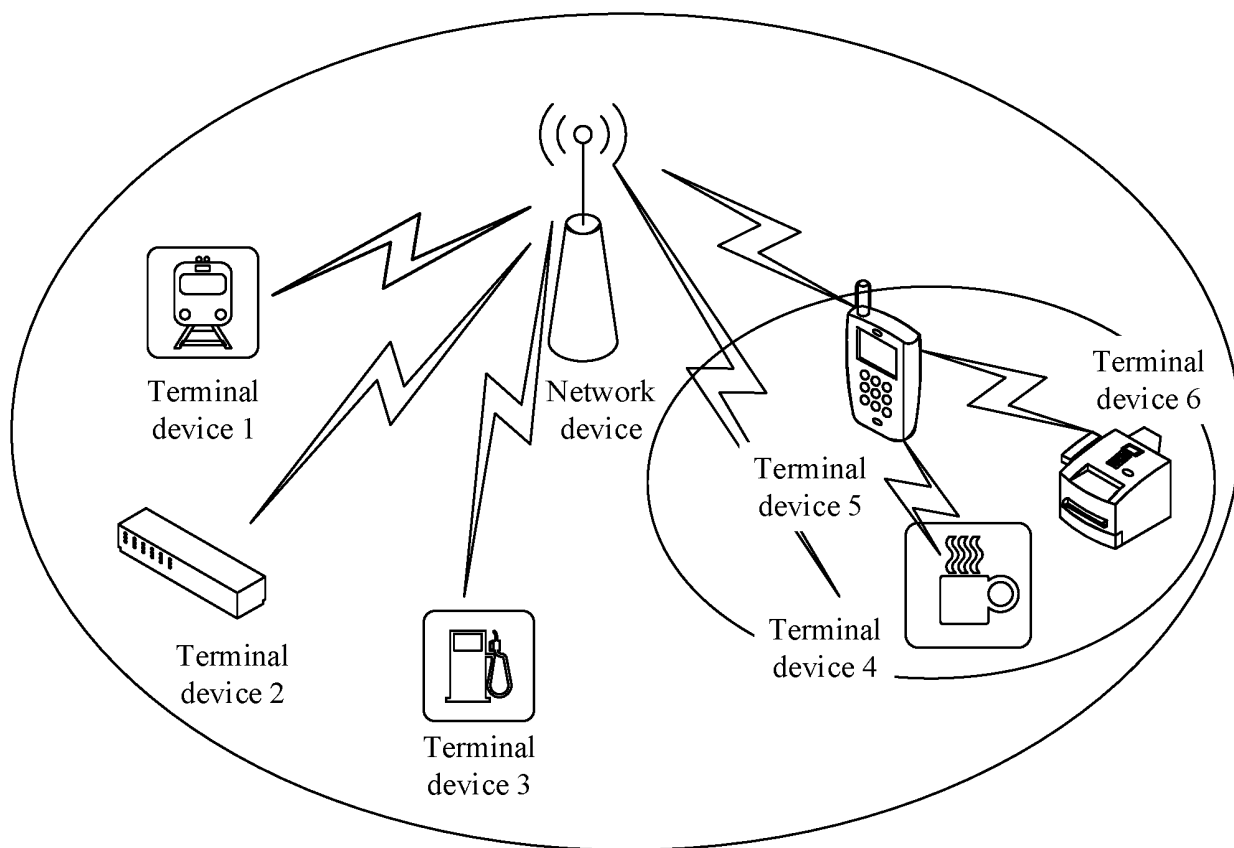 Terminal
device 1
Network
device
Terminal
device 6
Terminal
device 5
Terminal
device 4
Terminal
device 2
Terminal
device 3